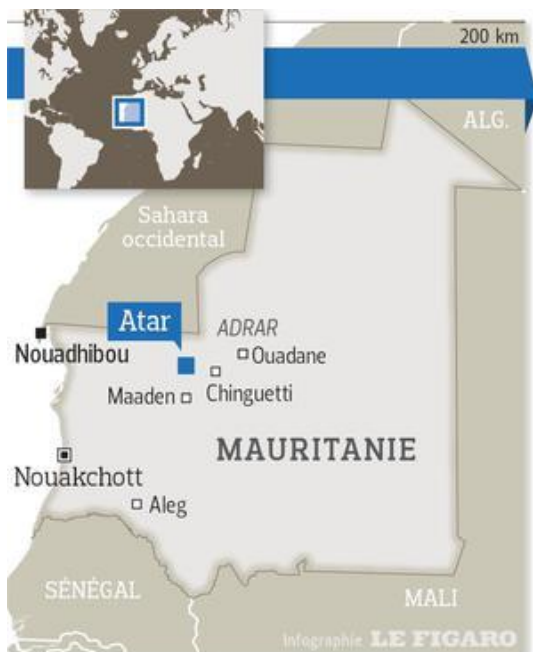 200 km
ALG.
Sahara
occidental
Atar
ADRAR
Nouadhibou
Ouadane
Chinguetti
Maaden
MAURITANIE
Nouakchott
Aleg
SÉNÉGAL
MALI
Infographie LE FIGARO